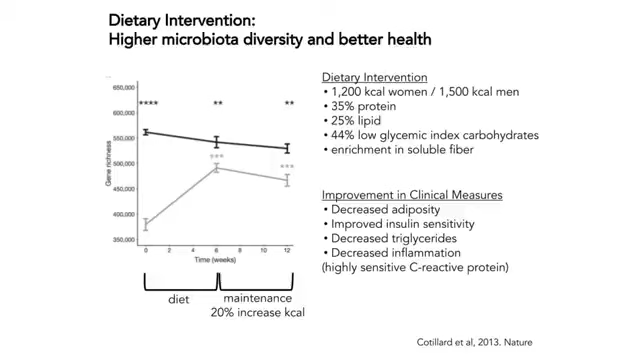 Dietary Intervention:
Higher microbiota diversity and better health
650,000
600,000
550,000
500,000
450,000
400,000
350,000
Gene richness
****
**
**
***
***
0 2 4 6 8 10 12
Time (weeks)
diet
maintenance
20% increase kcal
Dietary Intervention
• 1,200 kcal women / 1,500 kcal men
• 35% protein
• 25% lipid
• 44% low glycemic index carbohydrates
• enrichment in soluble fiber
Improvement in Clinical Measures
• Decreased adiposity
• Improved insulin sensitivity
• Decreased triglycerides
• Decreased inflammation
(highly sensitive C-reactive protein)
Cotillard et al, 2013. Nature